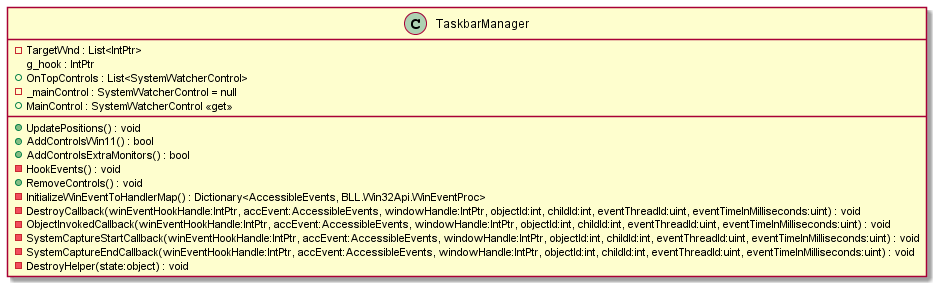 C TaskbarManager
TargetWnd : List<IntPtr>
g_hook : IntPtr
OnTopControls : List<SystemWatcherControl>
_mainControl : SystemWatcherControl = null
MainControl : SystemWatcherControl «get»
UpdatePositions() : void
AddControlsWin11() : bool
AddControlsExtraMonitors() : bool
HookEvents() : void
RemoveControls() : void
InitializeWinEventToHandlerMap() : Dictionary<AccessibleEvents, BLL.Win32Api.WinEventProc>
DestroyCallback(winEventHookHandle:IntPtr, accEvent:AccessibleEvents, windowHandle:IntPtr, objectId:int, childId:int, eventThreadId:uint, eventTimeInMilliseconds:uint) : void
ObjectInvokedCallback(winEventHookHandle:IntPtr, accEvent:AccessibleEvents, windowHandle:IntPtr, objectId:int, childId:int, eventThreadId:uint, eventTimeInMilliseconds:uint) : void
SystemCaptureStartCallback(winEventHookHandle:IntPtr, accEvent:AccessibleEvents, windowHandle:IntPtr, objectId:int, childId:int, eventThreadId:uint, eventTimeInMilliseconds:uint) : void
SystemCaptureEndCallback(winEventHookHandle:IntPtr, accEvent:AccessibleEvents, windowHandle:IntPtr, objectId:int, childId:int, eventThreadId:uint, eventTimeInMilliseconds:uint) : void
DestroyHelper(state:object) : void